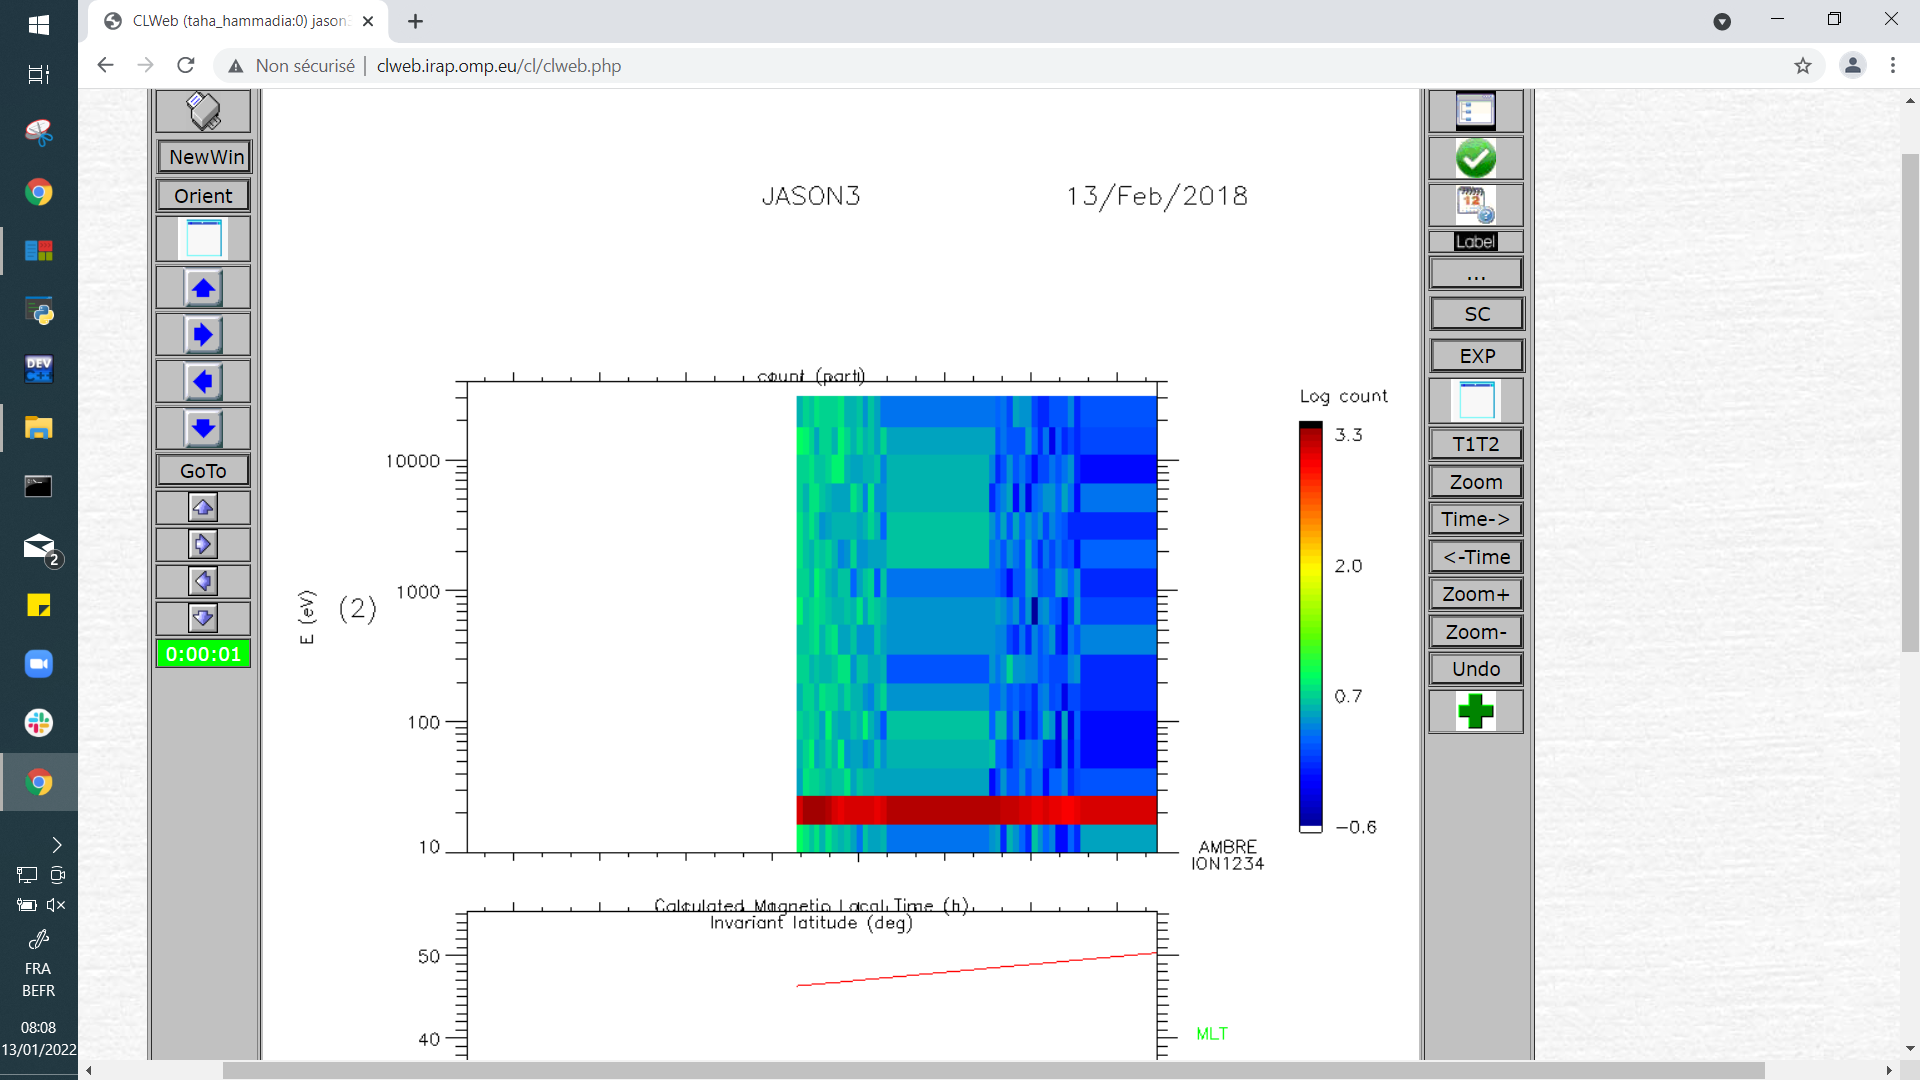 CLWeb (taha_hammadia:0) jason3
Non sécurisé | clweb.irap.omp.eu/cl/clweb.php
NewWin
Orient
GoTo
0:00:01
JASON3 13/Feb/2018
count (part)
Log count
3.3
2.0
0.7
-0.6
10000
1000
100
10
E (eV)
(2)
AMBRE
ION1234
Calculated Magnetic Local Time (h)
Invariant latitude (deg)
50
40
MLT
12
Label
...
SC
EXP
T1T2
Zoom
Time->
<-Time
Zoom+
Zoom-
Undo
DEV
C++
2
FRA
BEFR
08:08
13/01/2022